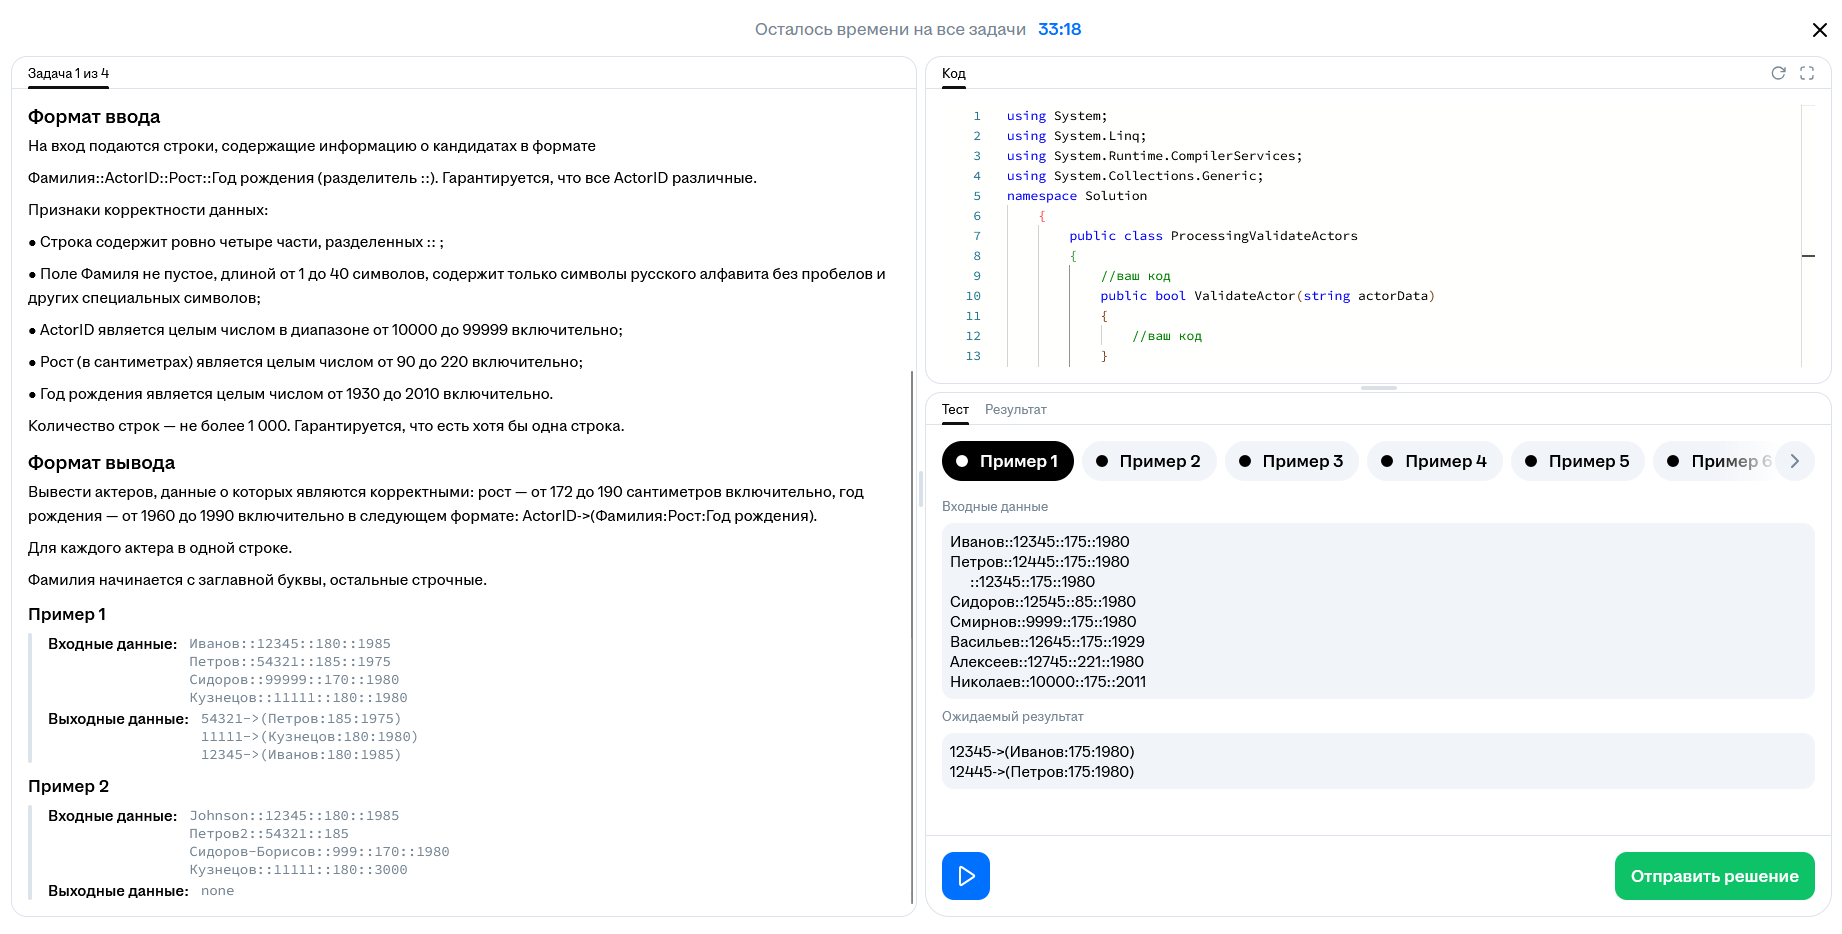 Осталось времени на все задачи 33:18
Задача 1 из 4
Формат ввода
На вход подаются строки, содержащие информацию о кандидатах в формате
Фамилия::ActorID::Рост::Год рождения (разделитель ::). Гарантируется, что все ActorID различные.
Признаки корректности данных:
● Строка содержит ровно четыре части, разделенных :: ;
● Поле Фамиля не пустое, длиной от 1 до 40 символов, содержит только символы русского алфавита без пробелов и
других специальных символов;
● ActorID является целым числом в диапазоне от 10000 до 99999 включительно;
● Рост (в сантиметрах) является целым числом от 90 до 220 включительно;
● Год рождения является целым числом от 1930 до 2010 включительно.
Количество строк — не более 1 000. Гарантируется, что есть хотя бы одна строка.
Формат вывода
Вывести актеров, данные о которых являются корректными: рост — от 172 до 190 сантиметров включительно, год
рождения — от 1960 до 1990 включительно в следующем формате: ActorID->(Фамилия:Рост:Год рождения).
Для каждого актера в одной строке.
Фамилия начинается с заглавной буквы, остальные строчные.
Пример 1
Входные данные: Иванов::12345::180::1985
Петров::54321::185::1975
Сидоров::99999::170::1980
Кузнецов::11111::180::1980
Выходные данные: 54321->(Петров:185:1975)
11111->(Кузнецов:180:1980)
12345->(Иванов:180:1985)
Пример 2
Входные данные: Johnson::12345::180::1985
Петров2::54321::185
Сидоров-Борисов::999::170::1980
Кузнецов::11111::180::3000
Выходные данные: none
Код
1 using System;
2 using System.Linq;
3 using System.Runtime.CompilerServices;
4 using System.Collections.Generic;
5 namespace Solution
6 {
7 public class ProcessingValidateActors
8 {
9 //ваш код
10 public bool ValidateActor(string actorData)
11 {
12 //ваш код
13 }
Тест Результат
Пример 1 Пример 2 Пример 3 Пример 4 Пример 5 Пример 6
Входные данные
Иванов::12345::175::1980
Петров::12445::175::1980
::12345::175::1980
Сидоров::12545::85::1980
Смирнов::9999::175::1980
Васильев::12645::175::1929
Алексеев::12745::221::1980
Николаев::10000::175::2011
Ожидаемый результат
12345->(Иванов:175:1980)
12445->(Петров:175:1980)
Отправить решение